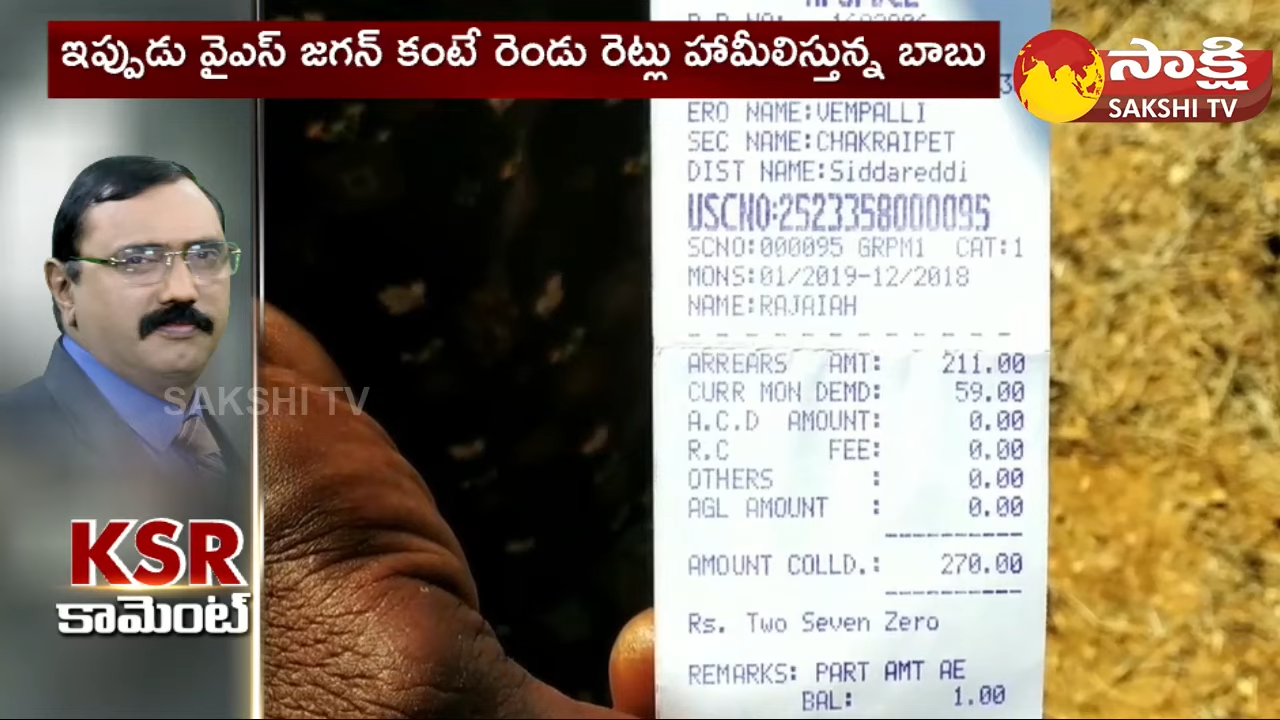 ఇప్పుడు వైఎస్ జగన్ కంటే రెండు రెట్లు హామీలిస్తున్న బాబు
సాక్షి
SAKSHI TV
ERO NAME:VEMPALLI
SEC NAME:CHAKRAIPET
DIST NAME:Siddareddi
USCNO:2523358000095
SCNO:000095 GRPM1 CAT:1
MONS:01/2019-12/2018
NAME:RAJAIAH
ARREARS AMT: 211.00
CURR MON DEMD: 59.00
A.C.D AMOUNT: 0.00
R.C FEE: 0.00
OTHERS : 0.00
AGL AMOUNT : 0.00
AMOUNT COLLD.: 270.00
Rs. Two Seven Zero
REMARKS: PART AMT AE
BAL: 1.00
SAKSHI TV
KSR
కామెంట్